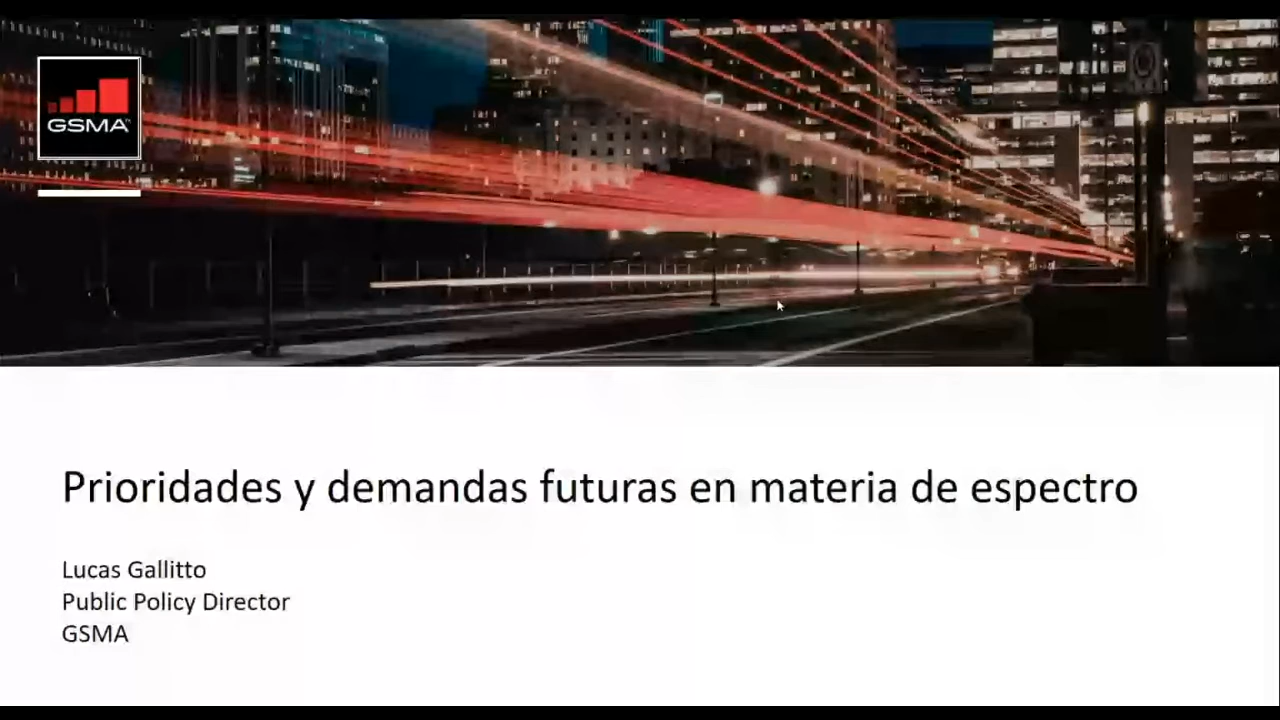 GSMA
Prioridades y demandas futuras en materia de espectro
Lucas Gallitto
Public Policy Director
GSMA